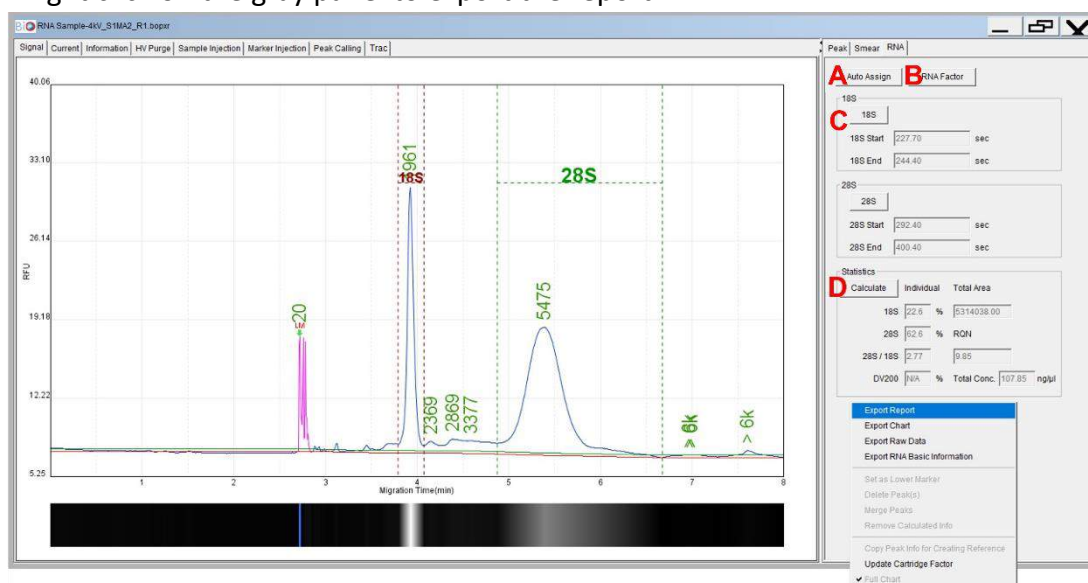 RNA Sample-4kV_S1MA2_R1.bopxr
Signal Current Information HV Purge Sample Injection Marker Injection Peak Calling Trac
Peak Smear RNA
A Auto Assign B RNA Factor
18S
C 18S
18S Start 227.70 sec
18S End 244.40 sec
28S
28S
28S Start 292.40 sec
28S End 400.40 sec
Statistics
D Calculate Individual Total Area
18S 22.6 % 5314038.00
28S 62.6 % RQN
28S / 18S 2.77 9.85
DV200 N/A % Total Conc. 107.85 ng/µl
Export Report
Export Chart
Export Raw Data
Export RNA Basic Information
Set as Lower Marker
Delete Peak(s)
Merge Peaks
Remove Calculated Info
Copy Peak Info for Creating Reference
Update Cartridge Factor
Full Chart
40.06
33.10
26.14
19.18
12.22
5.25
RFU
20
LM
961
18S
2369
2869
3377
28S
5475
> 6k
> 6k
1 2 3 4 5 6 7 8
Migration Time(min)